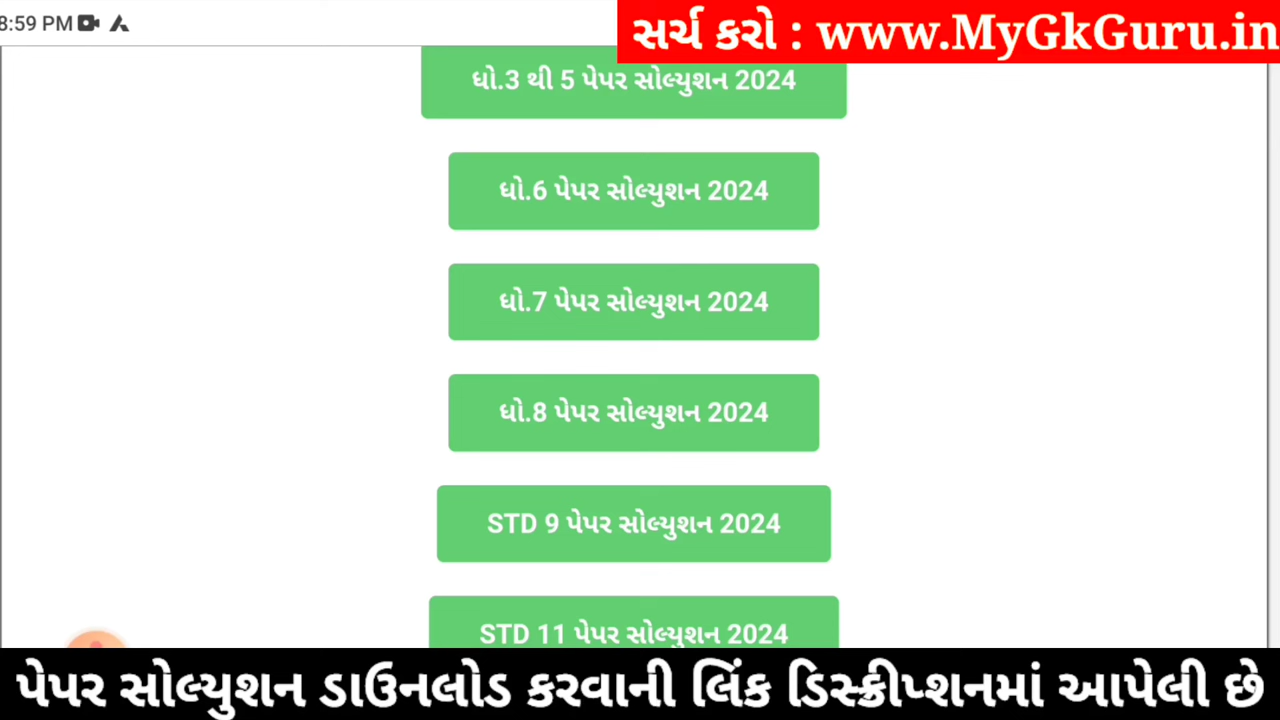 8:59 PM
સર્ચ કરો : www.MyGkGuru.in
ધો.3 થી 5 પેપર સોલ્યુશન 2024
ધો.6 પેપર સોલ્યુશન 2024
ધો.7 પેપર સોલ્યુશન 2024
ધો.8 પેપર સોલ્યુશન 2024
STD 9 પેપર સોલ્યુશન 2024
STD 11 પેપર સોલ્યુશન 2024
પેપર સોલ્યુશન ડાઉનલોડ કરવાની લિંક ડિસ્ક્રીપ્શનમાં આપેલી છે